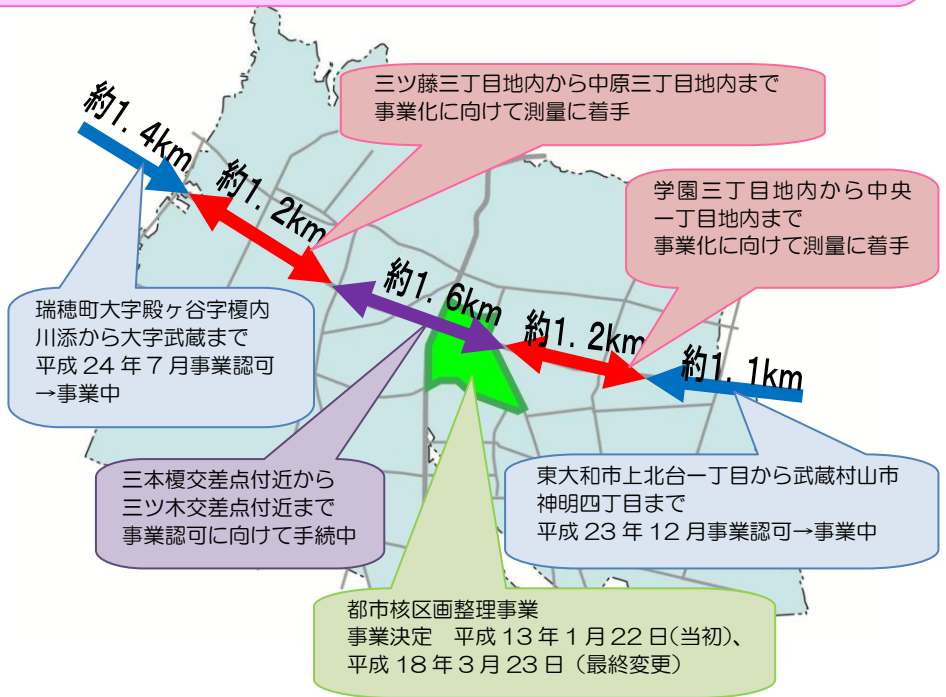 三ツ藤三丁目地内から中原三丁目地内まで
事業化に向けて測量に着手
約1.4km
約1.2km
学園三丁目地内から中央
一丁目地内まで
事業化に向けて測量に着手
約1.6km
約1.2km
約1.1km
瑞穂町大字殿ヶ谷字榎内
川添から大字武蔵まで
平成24年7月事業認可
→事業中
三本榎交差点付近から
三ツ木交差点付近まで
事業認可に向けて手続中
東大和市上北台一丁目から武蔵村山市
神明四丁目まで
平成23年12月事業認可→事業中
都市核区画整理事業
事業決定　平成13年1月22日(当初)、
平成18年3月23日（最終変更）